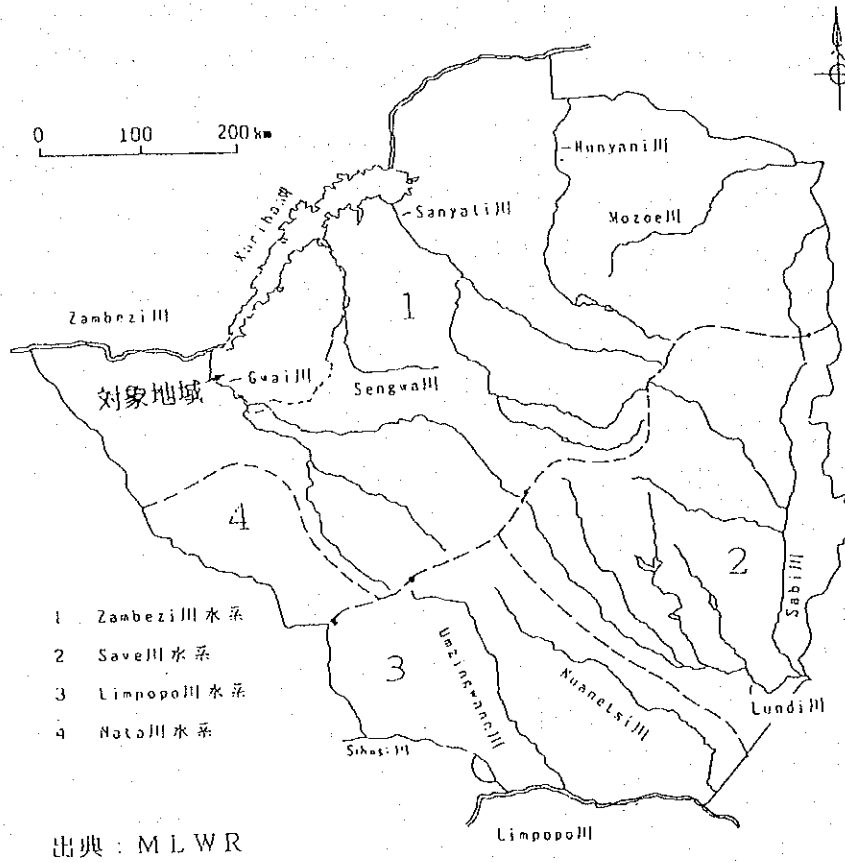 0 100 200 km
Hunyani川
Kariba湖
Sanyati川
Mozoe川
1
Zambezi川
Gwai川
対象地域
Sengwa川
4
2
Sabi川
1 Zambezi川水系
2 Save川水系
3 Limpopo川水系
4 Nata川水系
3
Umzingwane川
Nuanetsi川
Lundi川
Shasi川
Limpopo川
出典：MLWR